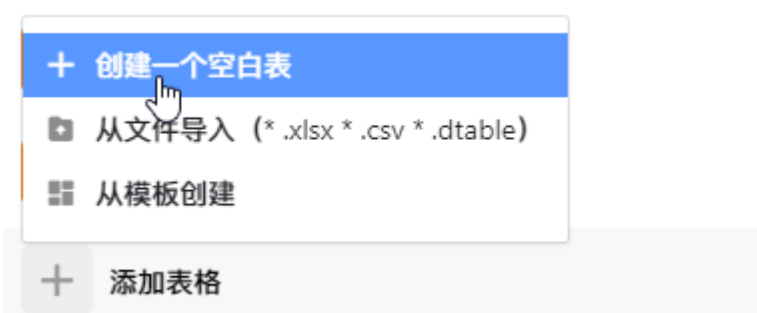 创建一个空白表
从文件导入（* .xlsx * .csv * .dtable）
从模板创建
添加表格